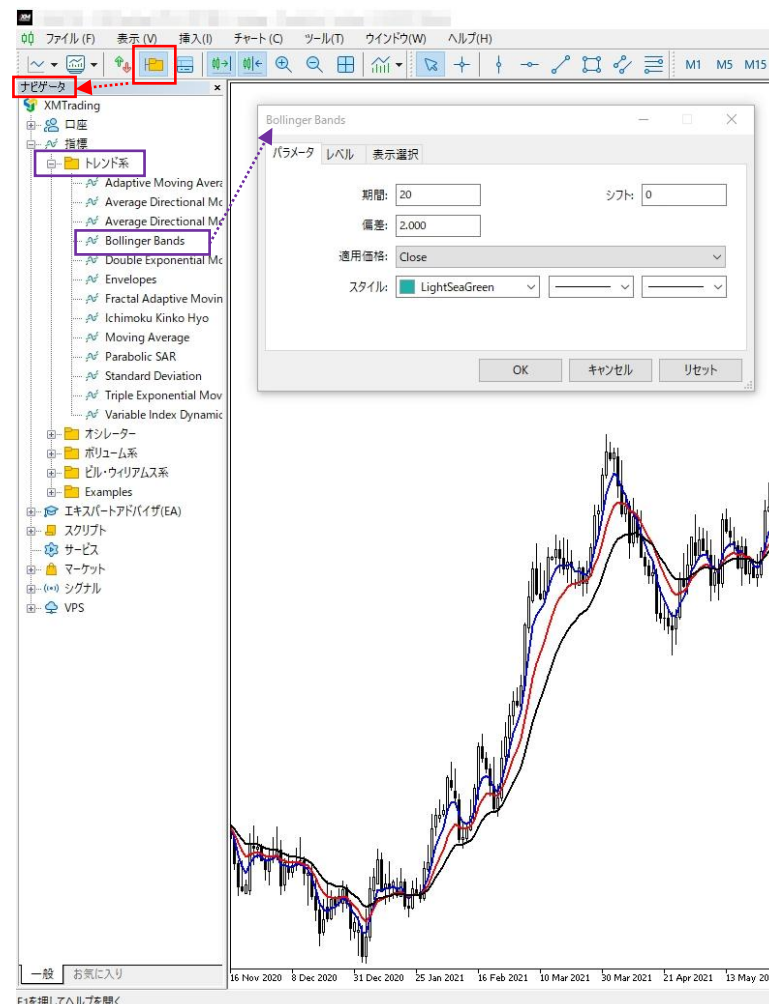 XM
ファイル (F) 表示 (V) 挿入(I) チャート(C) ツール(T) ウインドウ(W) ヘルプ(H)
M1 M5 M15
ナビゲータ ×
XMTrading
口座
指標
トレンド系
Adaptive Moving Avera
Average Directional Mo
Average Directional Mo
Bollinger Bands
Double Exponential Mo
Envelopes
Fractal Adaptive Movin
Ichimoku Kinko Hyo
Moving Average
Parabolic SAR
Standard Deviation
Triple Exponential Mov
Variable Index Dynamic
オシレーター
ボリューム系
ビル・ウィリアムス系
Examples
エキスパートアドバイザ(EA)
スクリプト
サービス
マーケット
シグナル
VPS
一般 お気に入り
Bollinger Bands
パラメータ レベル 表示選択
期間: 20 シフト: 0
偏差: 2.000
適用価格: Close
スタイル: LightSeaGreen
OK キャンセル リセット
16 Nov 2020 8 Dec 2020 31 Dec 2020 25 Jan 2021 16 Feb 2021 10 Mar 2021 30 Mar 2021 21 Apr 2021 13 May 20
F1を押してヘルプを開く